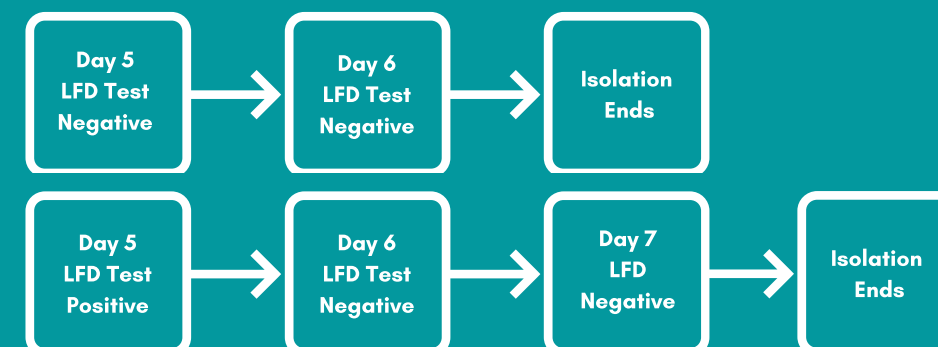 Day 5
LFD Test
Negative
Day 6
LFD Test
Negative
Isolation
Ends
Day 5
LFD Test
Positive
Day 6
LFD Test
Negative
Day 7
LFD
Negative
Isolation
Ends